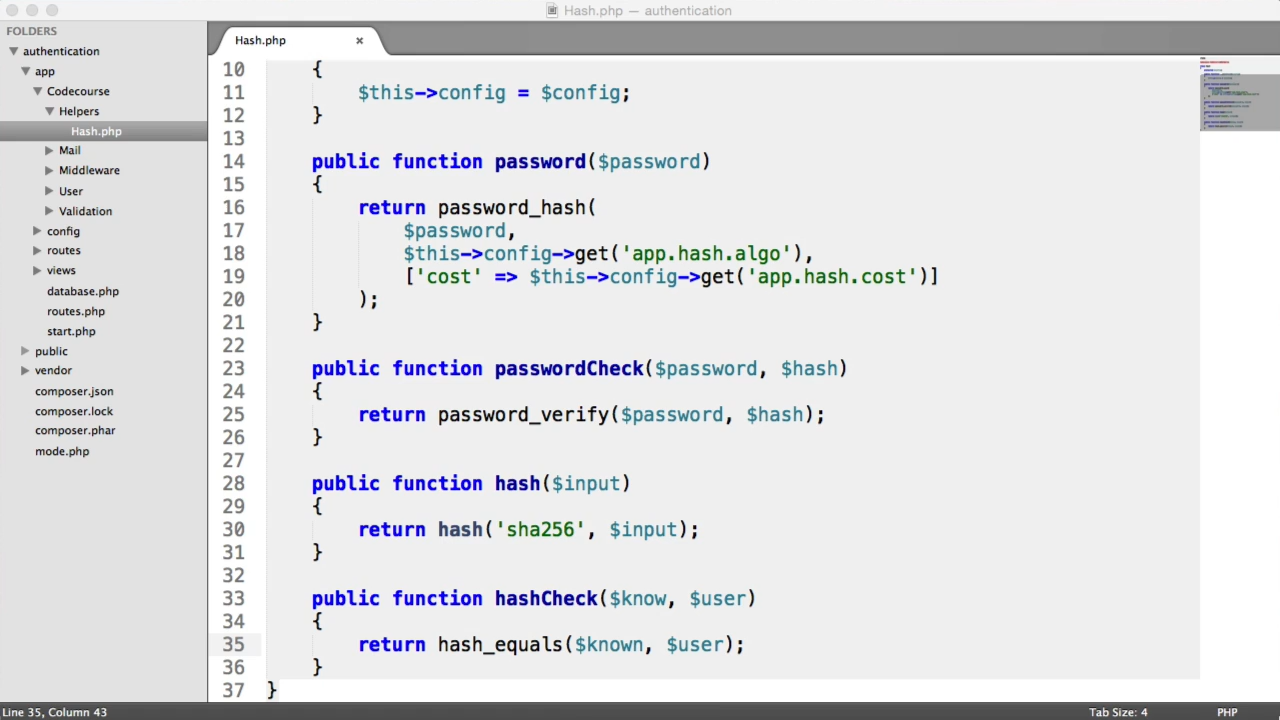 Hash.php — authentication
FOLDERS
authentication
app
Codecourse
Helpers
Hash.php
Mail
Middleware
User
Validation
config
routes
views
database.php
routes.php
start.php
public
vendor
composer.json
composer.lock
composer.phar
mode.php
Hash.php ×
10 {
11 $this->config = $config;
12 }
13
14 public function password($password)
15 {
16 return password_hash(
17 $password,
18 $this->config->get('app.hash.algo'),
19 ['cost' => $this->config->get('app.hash.cost')]
20 );
21 }
22
23 public function passwordCheck($password, $hash)
24 {
25 return password_verify($password, $hash);
26 }
27
28 public function hash($input)
29 {
30 return hash('sha256', $input);
31 }
32
33 public function hashCheck($know, $user)
34 {
35 return hash_equals($known, $user);
36 }
37 }
Line 35, Column 43
Tab Size: 4
PHP